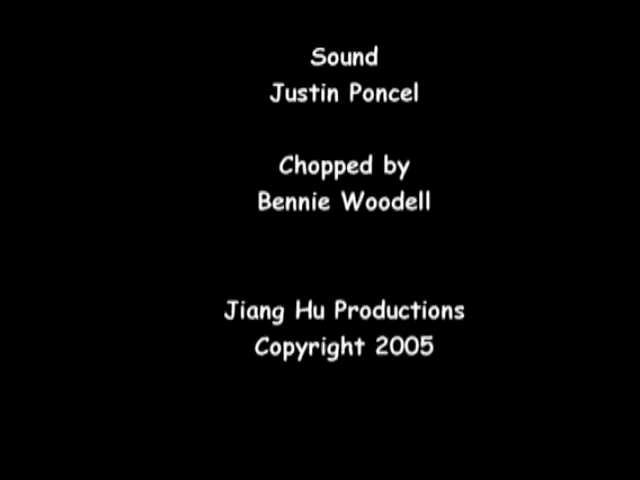 Sound
Justin Poncel
Chopped by
Bennie Woodell
Jiang Hu Productions
Copyright 2005